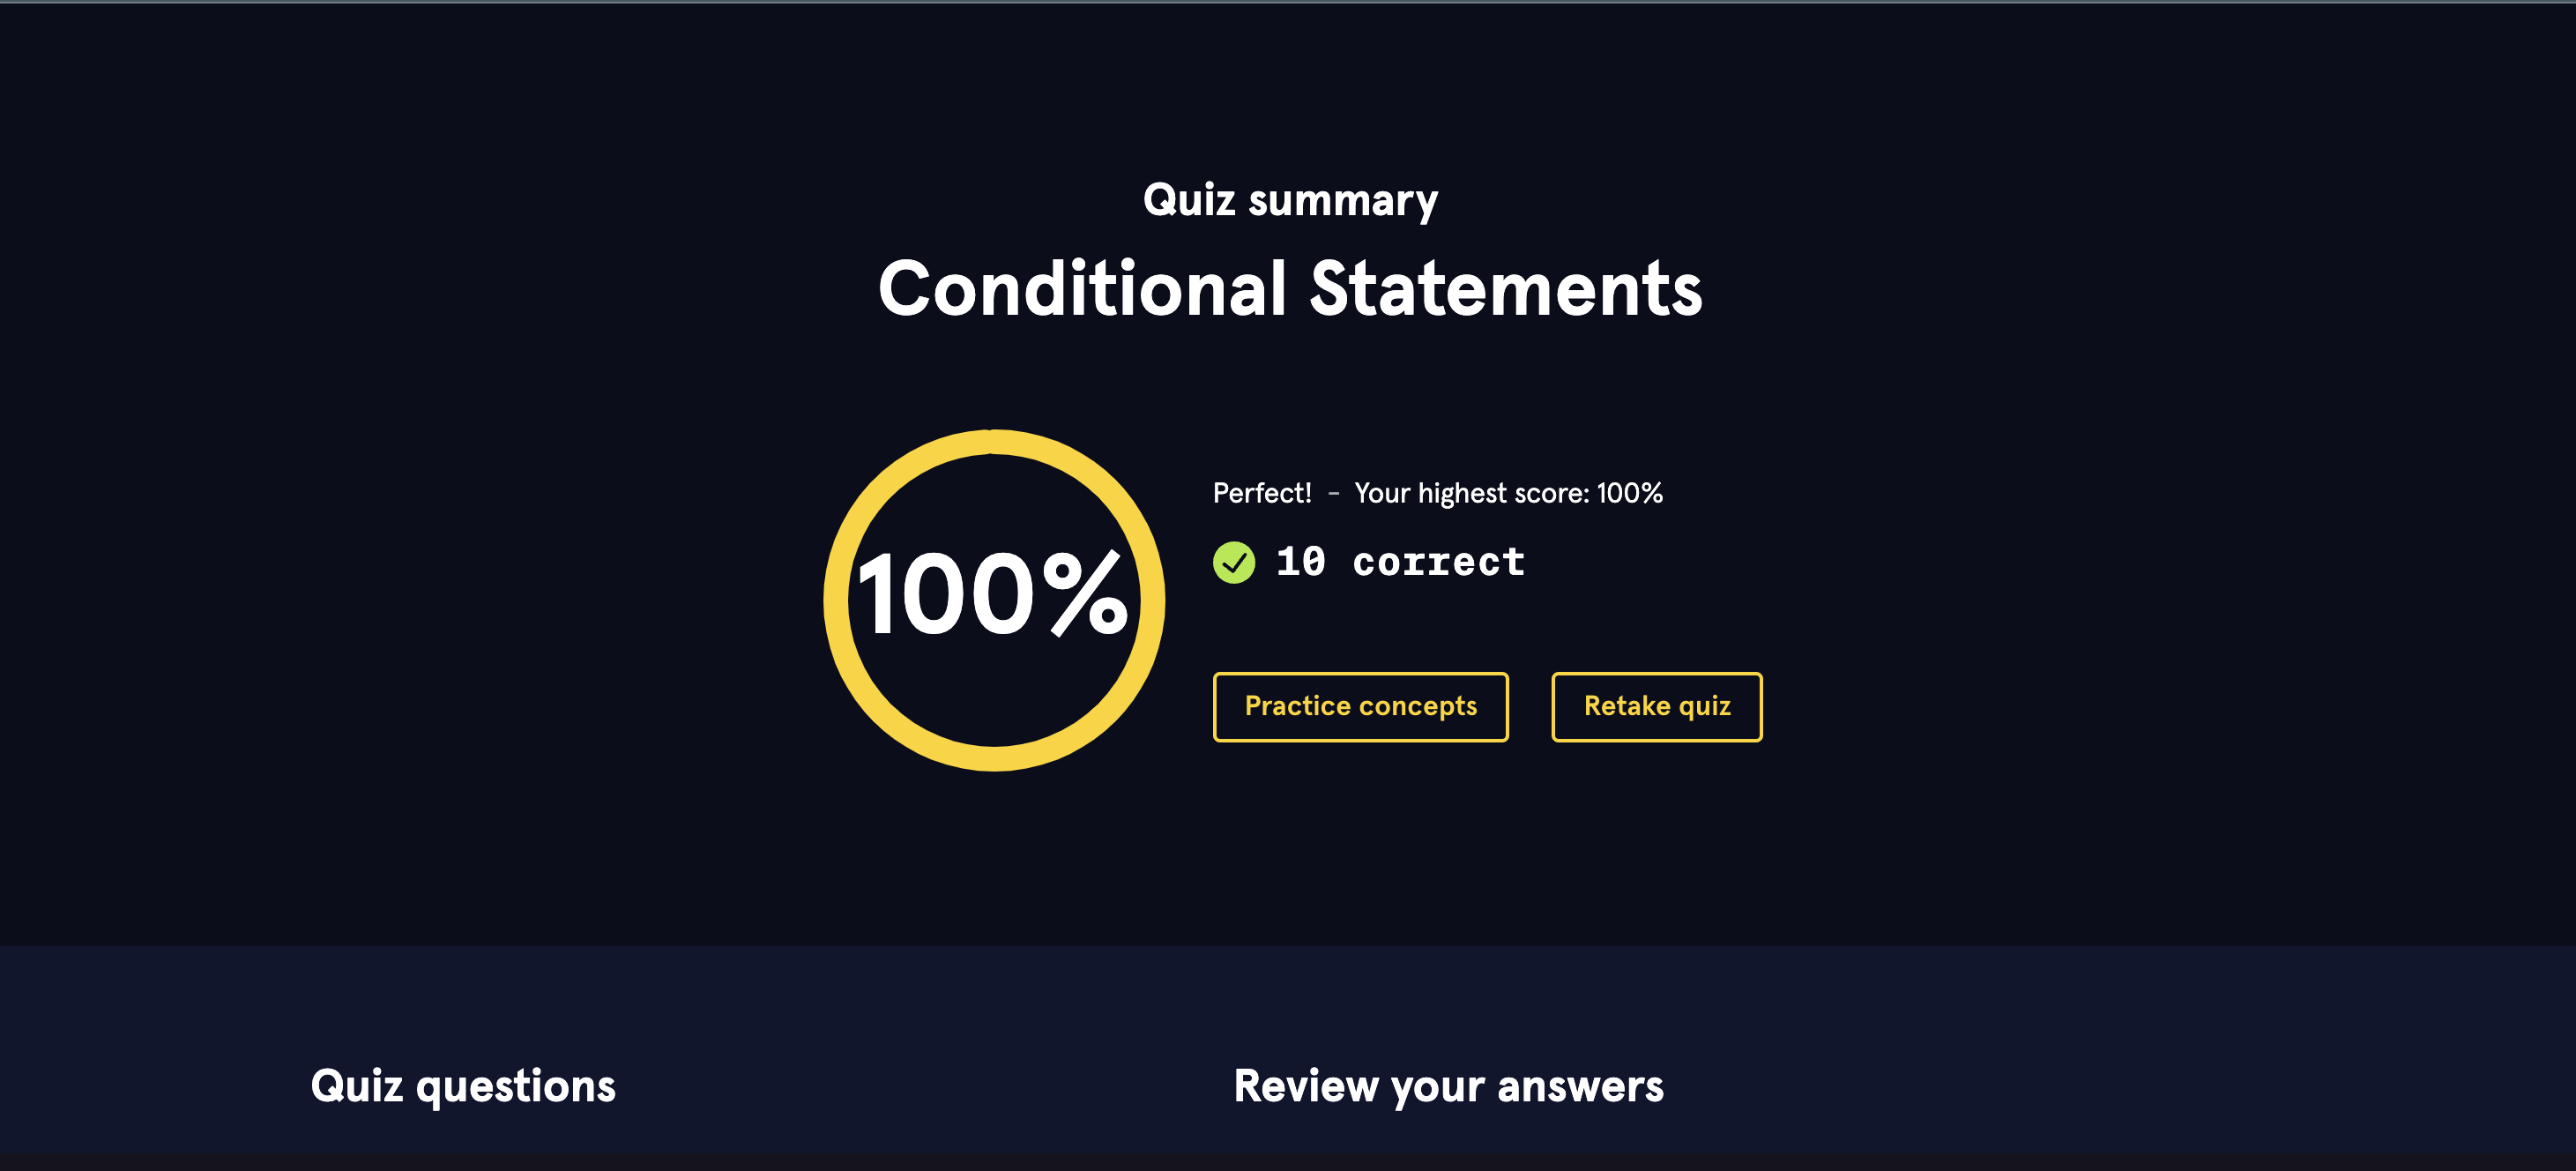 Quiz summary
Conditional Statements
100%
Perfect! - Your highest score: 100%
10 correct
Practice concepts
Retake quiz
Quiz questions
Review your answers